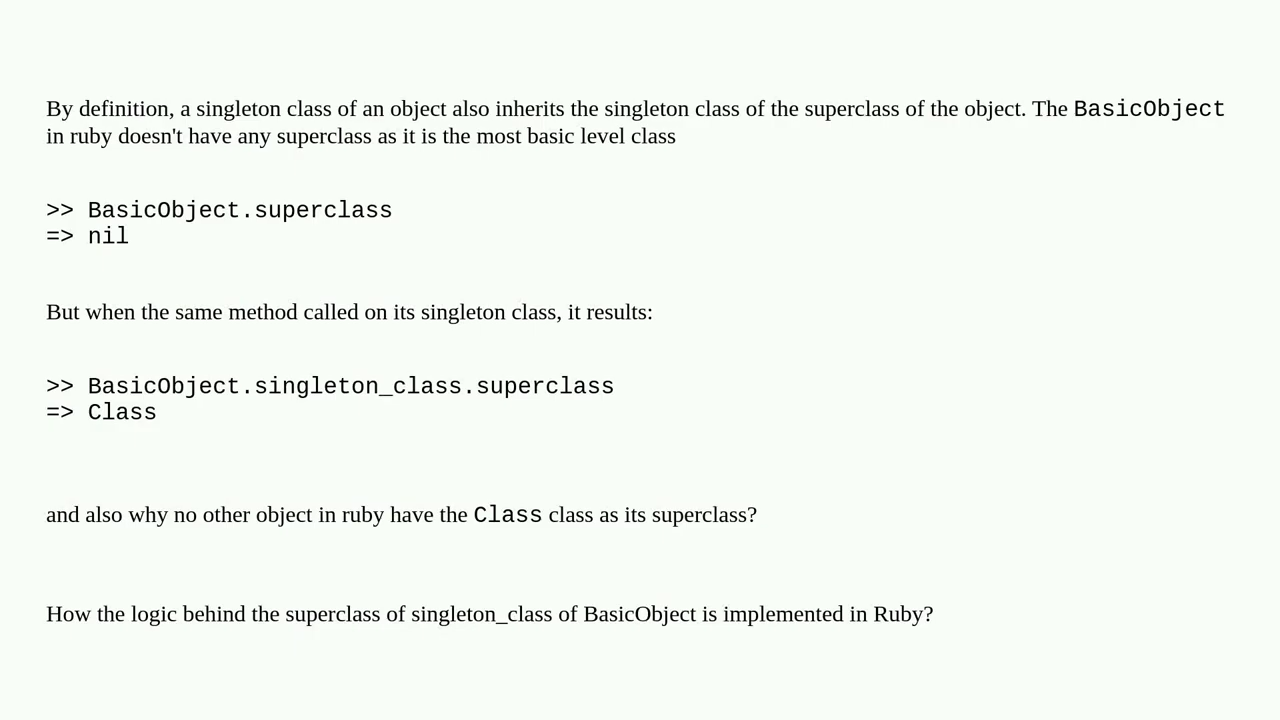 By definition, a singleton class of an object also inherits the singleton class of the superclass of the object. The BasicObject
in ruby doesn't have any superclass as it is the most basic level class
>> BasicObject.superclass
=> nil
But when the same method called on its singleton class, it results:
>> BasicObject.singleton_class.superclass
=> Class
and also why no other object in ruby have the Class class as its superclass?
How the logic behind the superclass of singleton_class of BasicObject is implemented in Ruby?